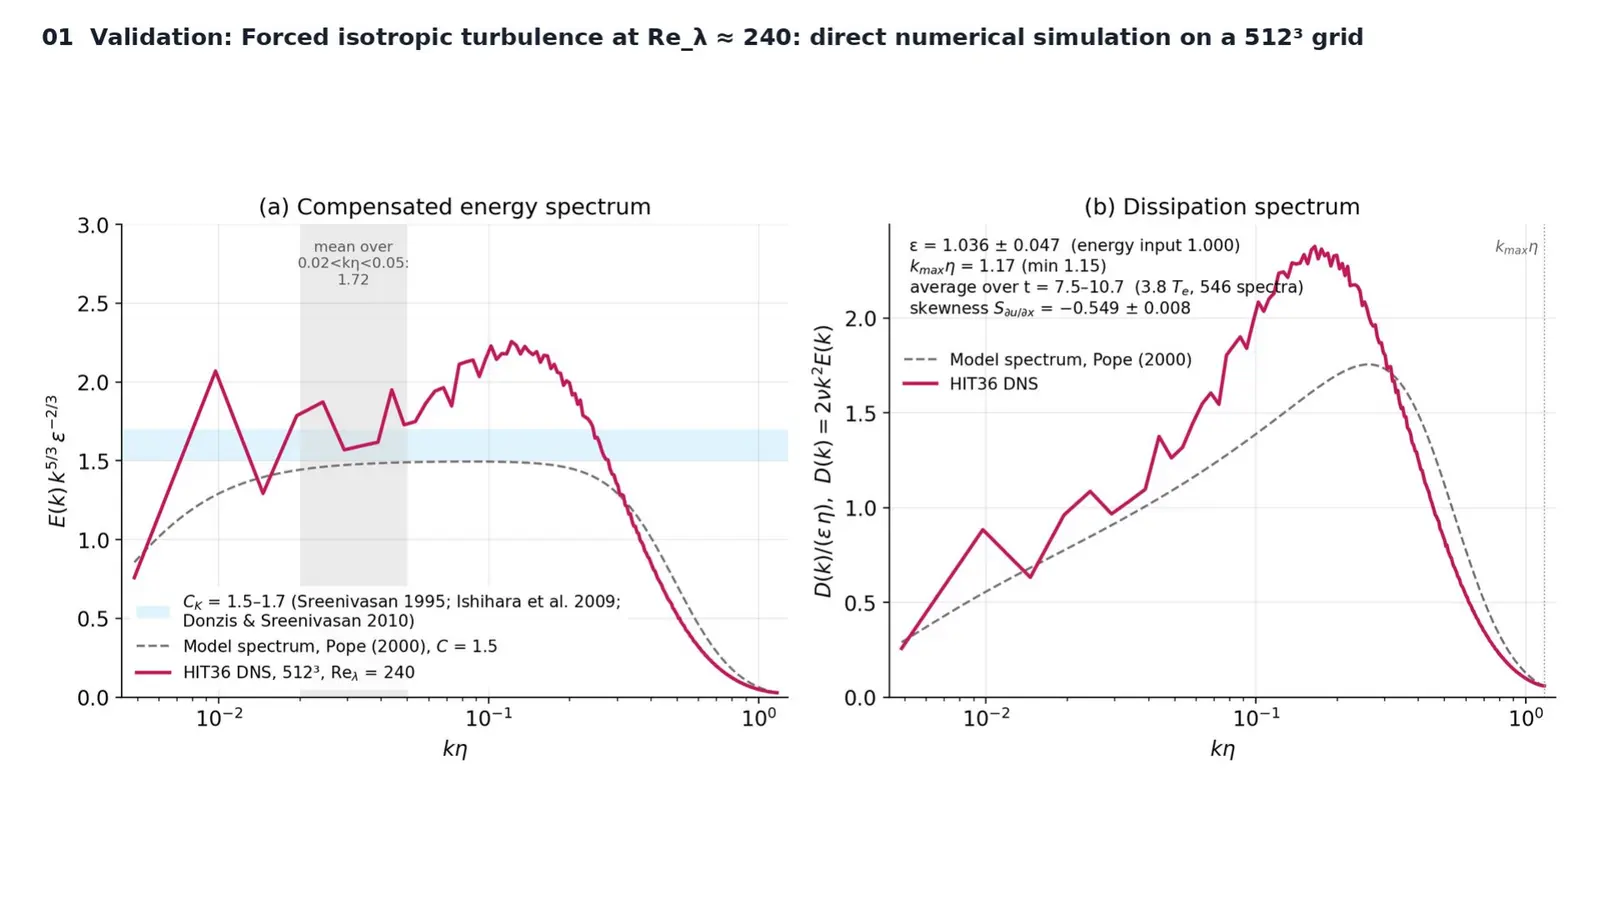 01 Validation: Forced isotropic turbulence at Re_λ ≈ 240: direct numerical simulation on a 512³ grid
(a) Compensated energy spectrum
3.0
2.5
2.0
1.5
1.0
0.5
0.0
E(k) k^5/3 ε^−2/3
mean over
0.02<kη<0.05:
1.72
C_K = 1.5–1.7 (Sreenivasan 1995; Ishihara et al. 2009;
Donzis & Sreenivasan 2010)
Model spectrum, Pope (2000), C = 1.5
HIT36 DNS, 512³, Re_λ = 240
10^−2 10^−1 10^0
kη
(b) Dissipation spectrum
2.0
1.5
1.0
0.5
0.0
D(k)/(ε η), D(k) = 2νk^2E(k)
ε = 1.036 ± 0.047 (energy input 1.000)
k_maxη = 1.17 (min 1.15)
average over t = 7.5–10.7 (3.8 T_e, 546 spectra)
skewness S_∂u/∂x = −0.549 ± 0.008
k_maxη
Model spectrum, Pope (2000)
HIT36 DNS
10^−2 10^−1 10^0
kη